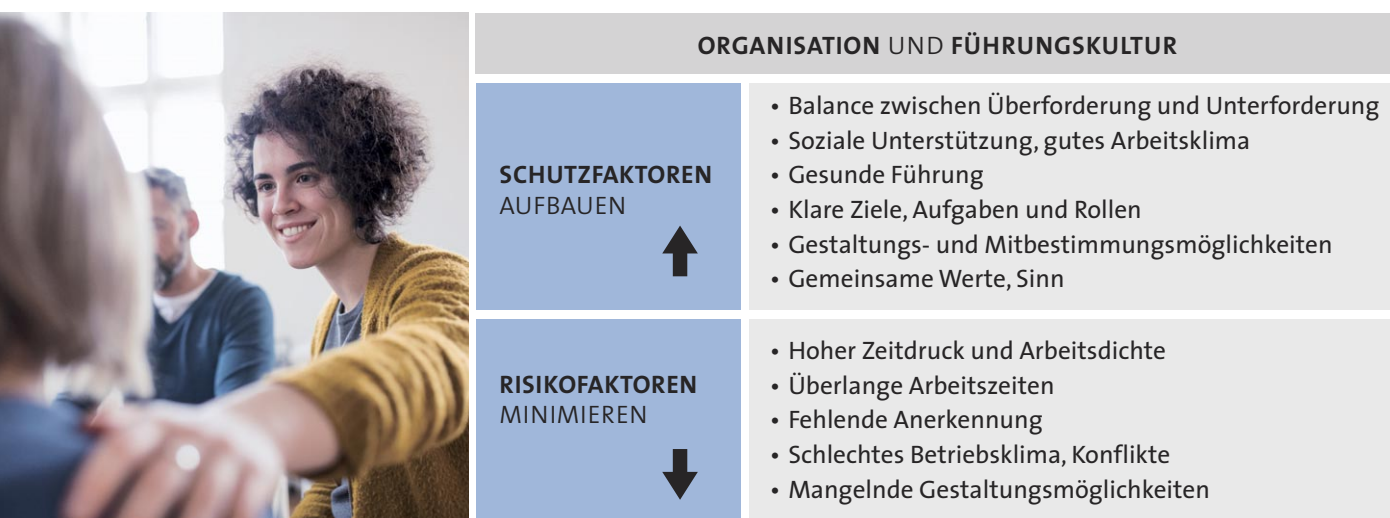 ORGANISATION UND FÜHRUNGSKULTUR
SCHUTZFAKTOREN
AUFBAUEN
• Balance zwischen Überforderung und Unterforderung
• Soziale Unterstützung, gutes Arbeitsklima
• Gesunde Führung
• Klare Ziele, Aufgaben und Rollen
• Gestaltungs- und Mitbestimmungsmöglichkeiten
• Gemeinsame Werte, Sinn
RISIKOFAKTOREN
MINIMIEREN
• Hoher Zeitdruck und Arbeitsdichte
• Überlange Arbeitszeiten
• Fehlende Anerkennung
• Schlechtes Betriebsklima, Konflikte
• Mangelnde Gestaltungsmöglichkeiten